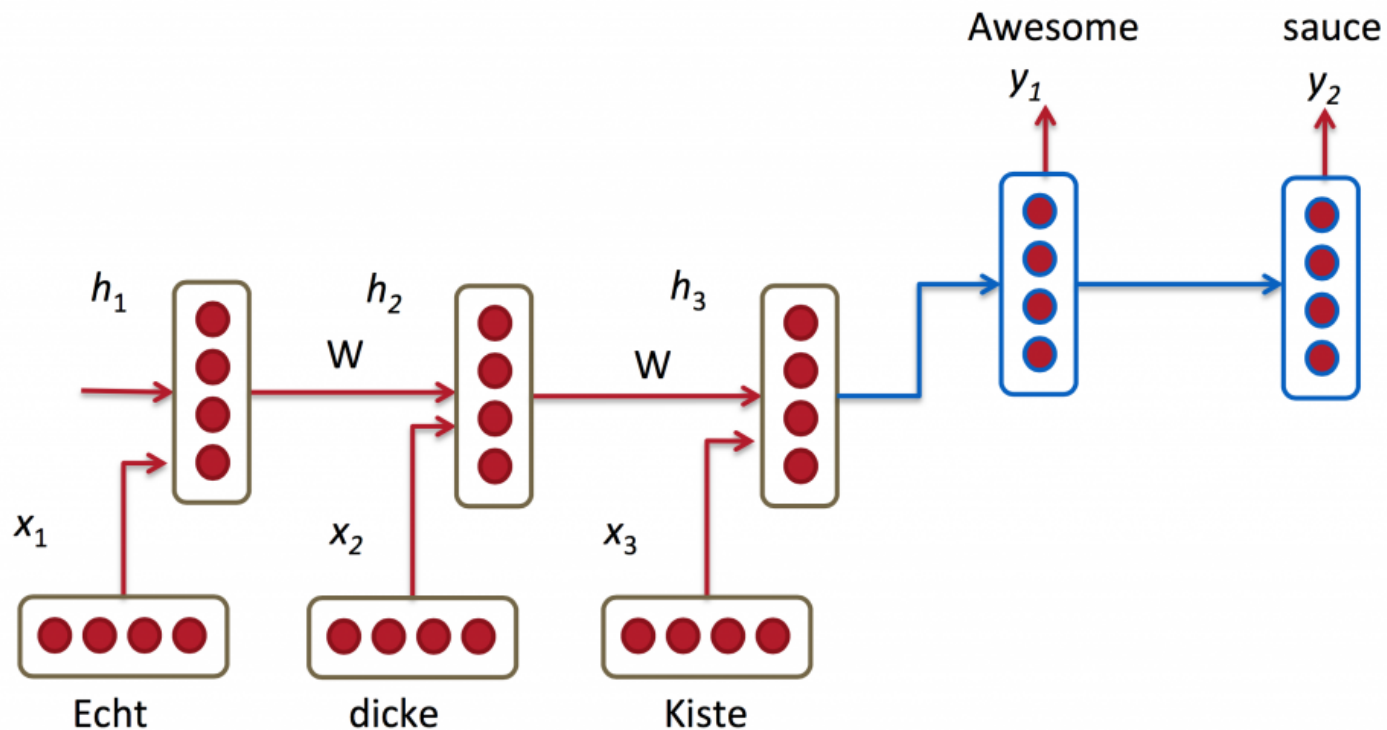 Awesome sauce
y1 y2
h1 h2 h3
W W
x1 x2 x3
Echt dicke Kiste